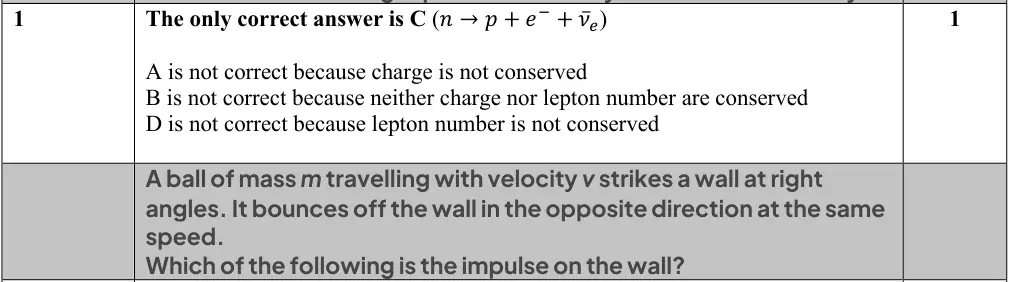 1 The only correct answer is C (𝑛 → 𝑝 + 𝑒⁻ + ν̄ₑ) 1
A is not correct because charge is not conserved
B is not correct because neither charge nor lepton number are conserved
D is not correct because lepton number is not conserved
A ball of mass m travelling with velocity v strikes a wall at right
angles. It bounces off the wall in the opposite direction at the same
speed.
Which of the following is the impulse on the wall?